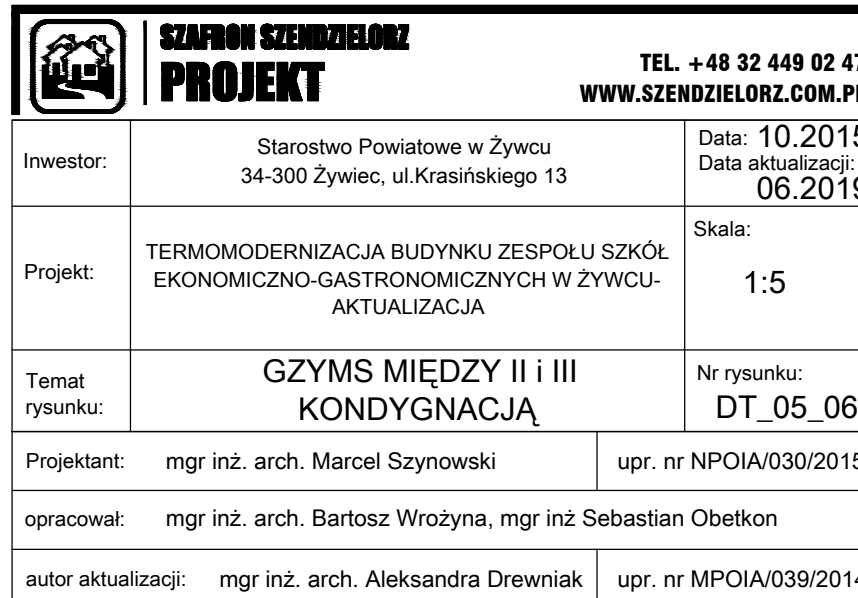 SZAFRON SZENDZIELORZ
PROJEKT
TEL. +48 32 449 02 47
WWW.SZENDZIELORZ.COM.PL
Inwestor:
Starostwo Powiatowe w Żywcu
34-300 Żywiec, ul.Krasińskiego 13
Data: 10.2015
Data aktualizacji:
06.2019
Projekt:
TERMOMODERNIZACJA BUDYNKU ZESPOŁU SZKÓŁ
EKONOMICZNO-GASTRONOMICZNYCH W ŻYWCU-
AKTUALIZACJA
Skala:
1:5
Temat
rysunku:
GZYMS MIĘDZY II i III
KONDYGNACJĄ
Nr rysunku:
DT_05_06
Projektant: mgr inż. arch. Marcel Szynowski upr. nr NPOIA/030/2015
opracował: mgr inż. arch. Bartosz Wrożyna, mgr inż Sebastian Obetkon
autor aktualizacji: mgr inż. arch. Aleksandra Drewniak upr. nr MPOIA/039/2014